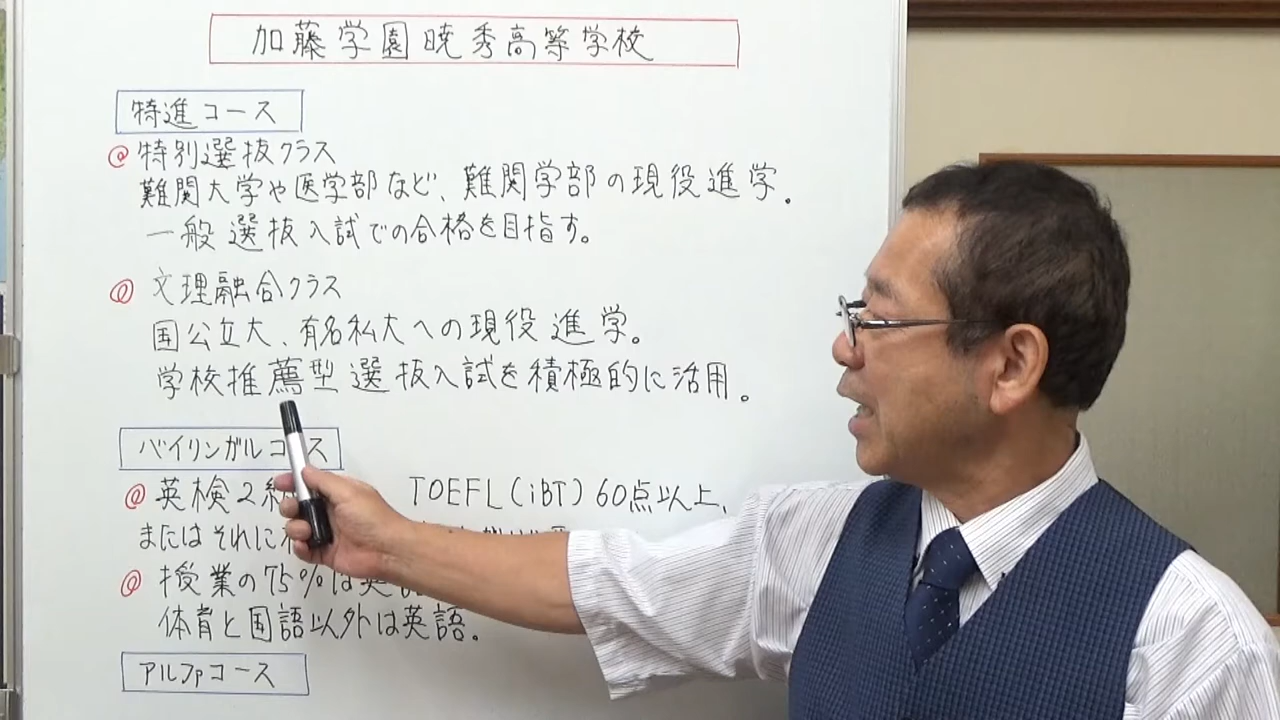 加藤学園暁秀高等学校
特進コース
@ 特別選抜クラス
難関大学や医学部など、難関学部の現役進学。
一般選抜入試での合格を目指す。
@ 文理融合クラス
国公立大、有名私大への現役進学。
学校推薦型選抜入試を積極的に活用。
バイリンガルコース
@ 英検2級 TOEFL(iBT)60点以上、
またはそれに
@ 授業の75%は英語
体育と国語以外は英語。
アルファコース